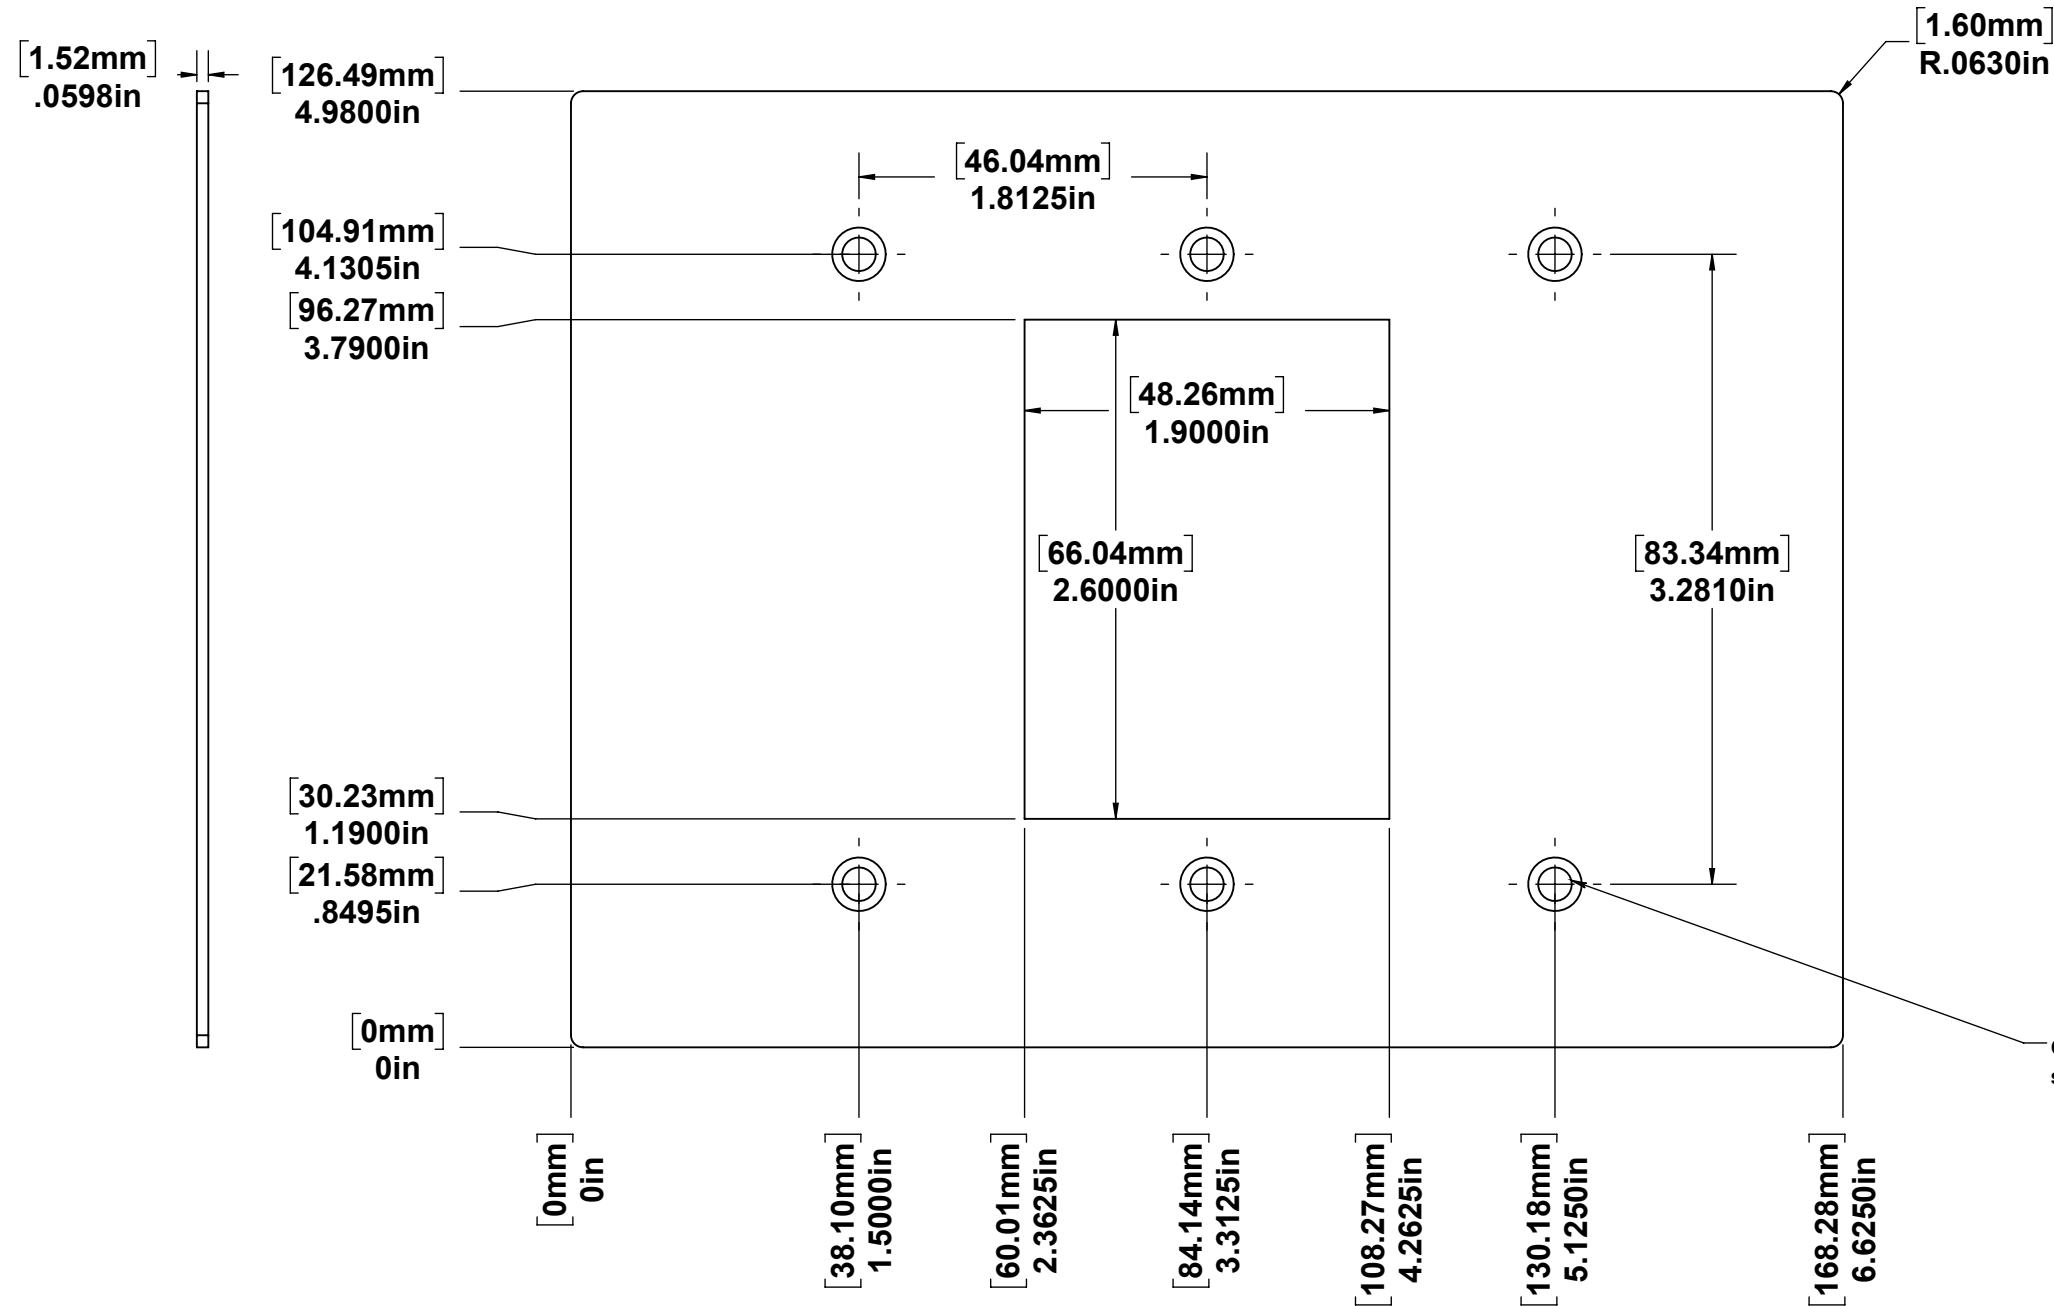 [1.52mm]
.0598in
[126.49mm]
4.9800in
[1.60mm]
R.0630in
[46.04mm]
1.8125in
[104.91mm]
4.1305in
[96.27mm]
3.7900in
[48.26mm]
1.9000in
[66.04mm]
2.6000in
[83.34mm]
3.2810in
[30.23mm]
1.1900in
[21.58mm]
.8495in
[0mm]
0in
[0mm]
0in
[38.10mm]
1.5000in
[60.01mm]
2.3625in
[84.14mm]
3.3125in
[108.27mm]
4.2625in
[130.18mm]
5.1250in
[168.28mm]
6.6250in